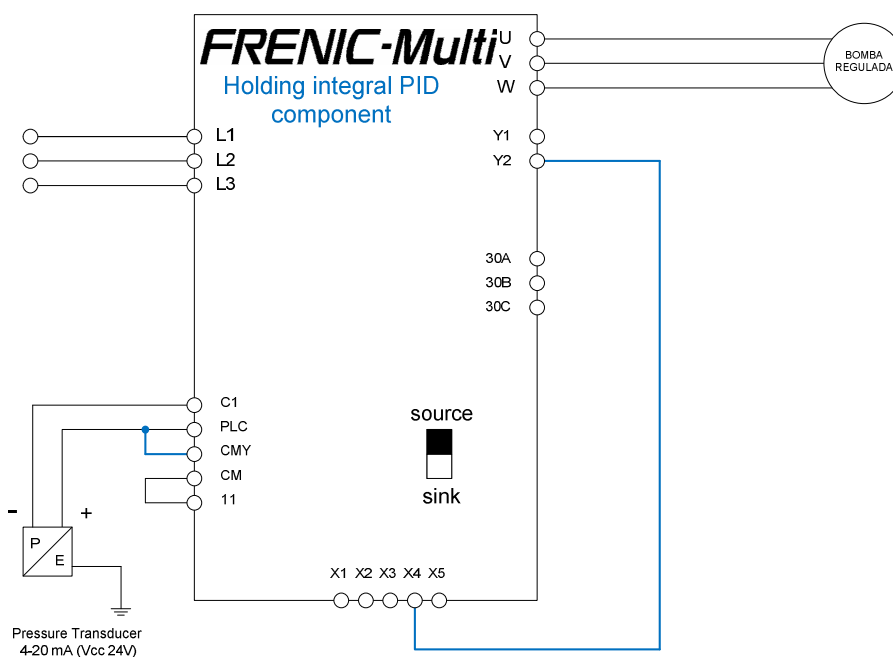 FRENIC-Multi
Holding integral PID
component
U
V
W
BOMBA
REGULADA
L1
L2
L3
Y1
Y2
30A
30B
30C
C1
PLC
CMY
CM
11
source
sink
-
+
P
E
X1 X2 X3 X4 X5
Pressure Transducer
4-20 mA (Vcc 24V)